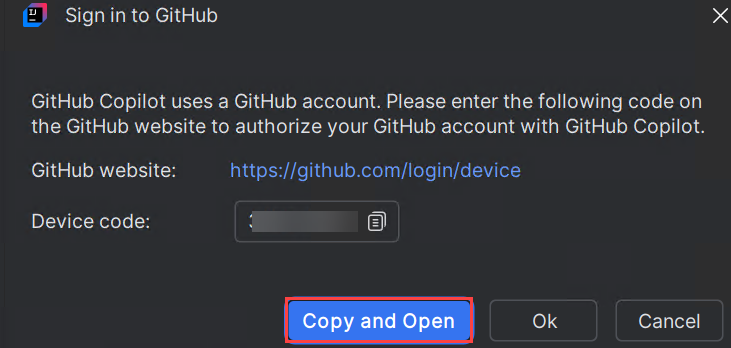 IJ
Sign in to GitHub
GitHub Copilot uses a GitHub account. Please enter the following code on
the GitHub website to authorize your GitHub account with GitHub Copilot.
GitHub website: https://github.com/login/device
Device code:
Copy and Open Ok Cancel